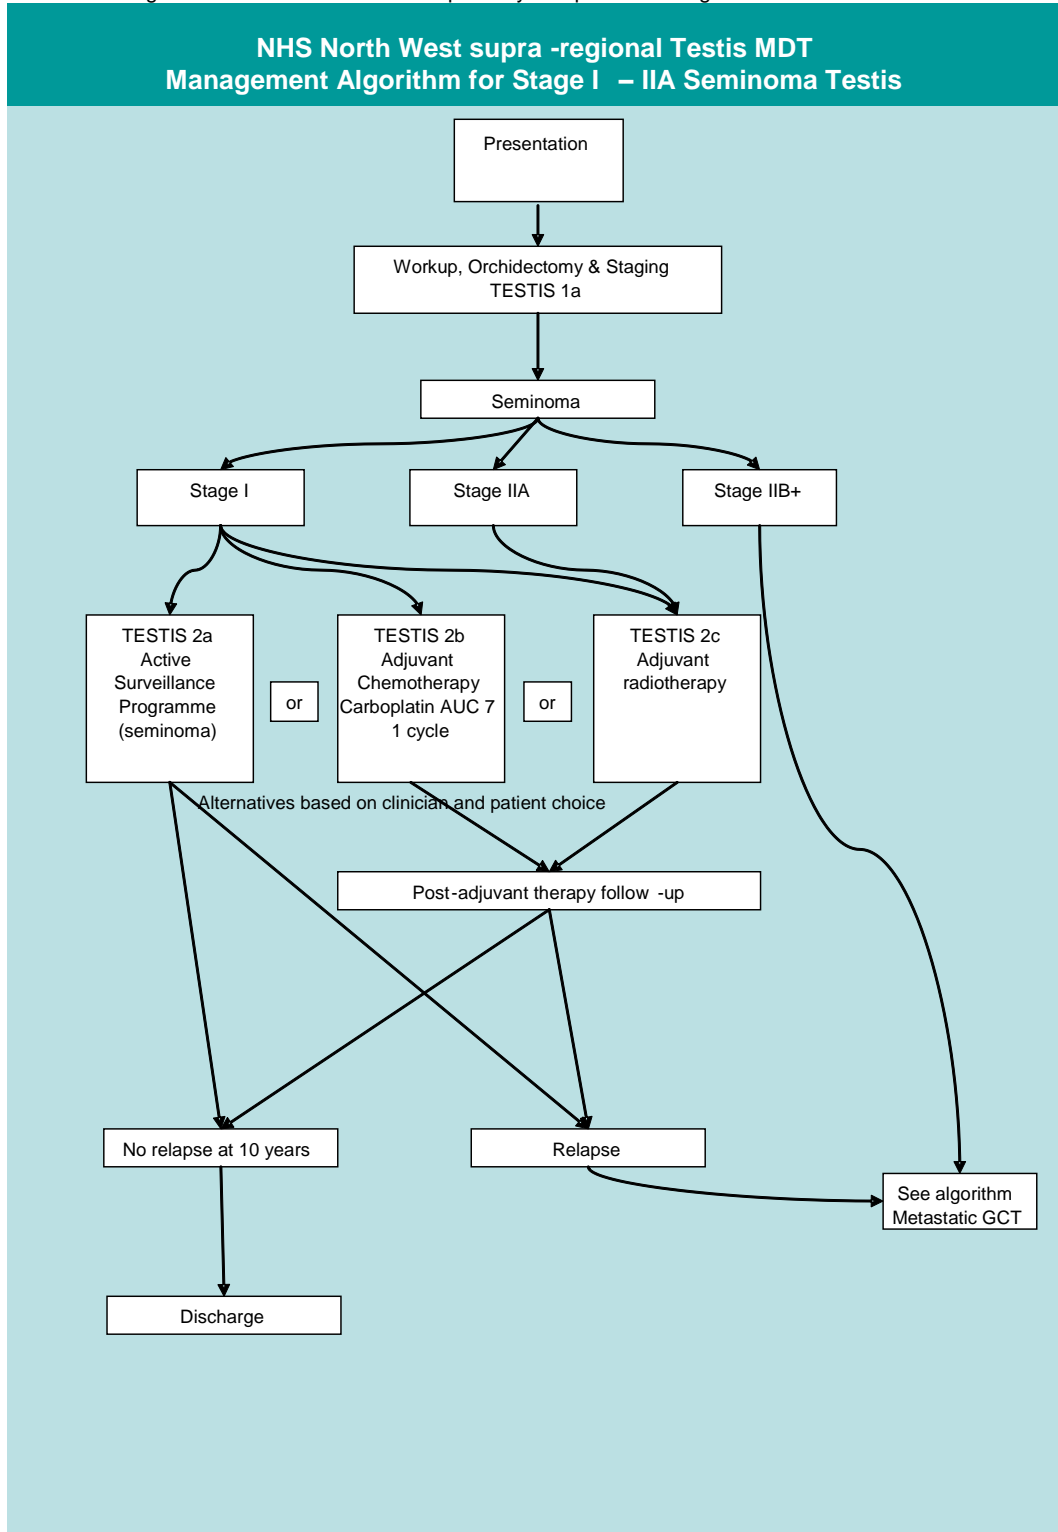 NHS North West supra -regional Testis MDT
Management Algorithm for Stage I – IIA Seminoma Testis
Presentation
Workup, Orchidectomy & Staging
TESTIS 1a
Seminoma
Stage I
Stage IIA
Stage IIB+
TESTIS 2a
Active
Surveillance
Programme
(seminoma)
or
TESTIS 2b
Adjuvant
Chemotherapy
Carboplatin AUC 7
1 cycle
or
TESTIS 2c
Adjuvant
radiotherapy
Alternatives based on clinician and patient choice
Post-adjuvant therapy follow -up
No relapse at 10 years
Relapse
See algorithm
Metastatic GCT
Discharge